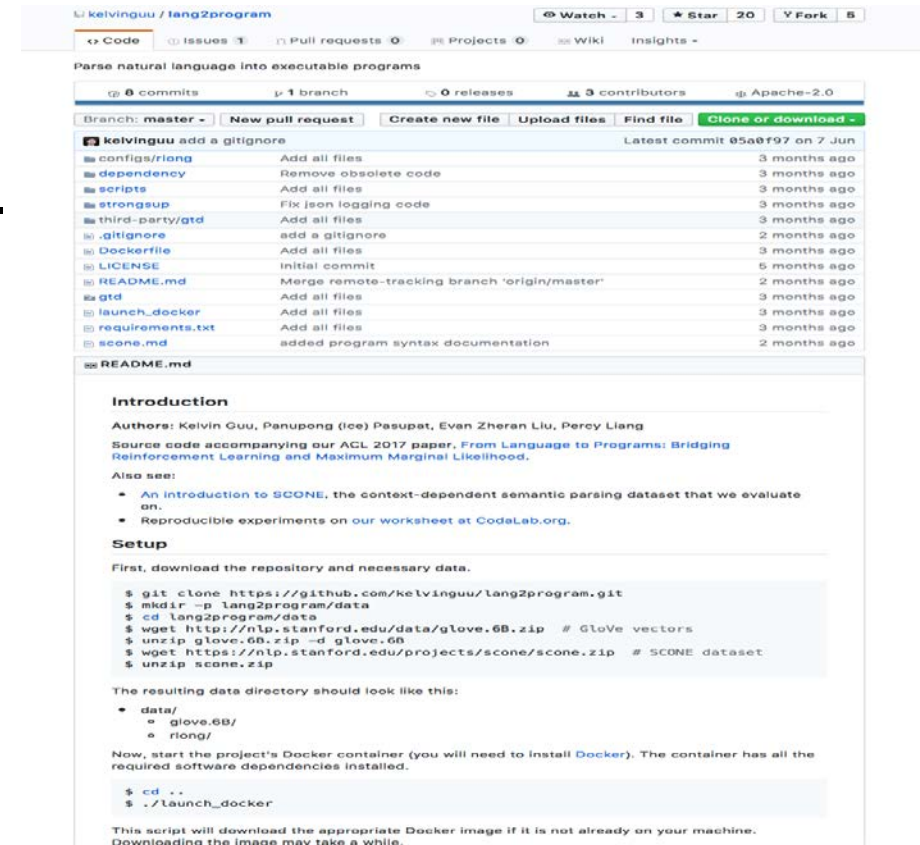 kelvinguu / lang2program
Watch 3 Star 20 Fork 5
Code Issues 1 Pull requests 0 Projects 0 Wiki Insights
Parse natural language into executable programs
8 commits 1 branch 0 releases 3 contributors Apache-2.0
Branch: master New pull request Create new file Upload files Find file Clone or download
kelvinguu add a gitignore Latest commit 05a0f97 on 7 Jun
configs/rlong Add all files 3 months ago
dependency Remove obsolete code 3 months ago
scripts Add all files 3 months ago
strongsup Fix json logging code 3 months ago
third-party/gtd Add all files 3 months ago
.gitignore add a gitignore 2 months ago
Dockerfile Add all files 3 months ago
LICENSE Initial commit 5 months ago
README.md Merge remote-tracking branch 'origin/master' 2 months ago
gtd Add all files 3 months ago
launch_docker Add all files 3 months ago
requirements.txt Add all files 3 months ago
scone.md added program syntax documentation 2 months ago
README.md
Introduction
Authors: Kelvin Guu, Panupong (Ice) Pasupat, Evan Zheran Liu, Percy Liang
Source code accompanying our ACL 2017 paper, From Language to Programs: Bridging
Reinforcement Learning and Maximum Marginal Likelihood.
Also see:
• An introduction to SCONE, the context-dependent semantic parsing dataset that we evaluate
on.
• Reproducible experiments on our worksheet at CodaLab.org.
Setup
First, download the repository and necessary data.
$ git clone https://github.com/kelvinguu/lang2program.git
$ mkdir -p lang2program/data
$ cd lang2program/data
$ wget http://nlp.stanford.edu/data/glove.6B.zip # GloVe vectors
$ unzip glove.6B.zip -d glove.6B
$ wget https://nlp.stanford.edu/projects/scone/scone.zip # SCONE dataset
$ unzip scone.zip
The resulting data directory should look like this:
• data/
glove.6B/
rlong/
Now, start the project's Docker container (you will need to install Docker). The container has all the
required software dependencies installed.
$ cd ..
$ ./launch_docker
This script will download the appropriate Docker image if it is not already on your machine.
Downloading the image may take a while.